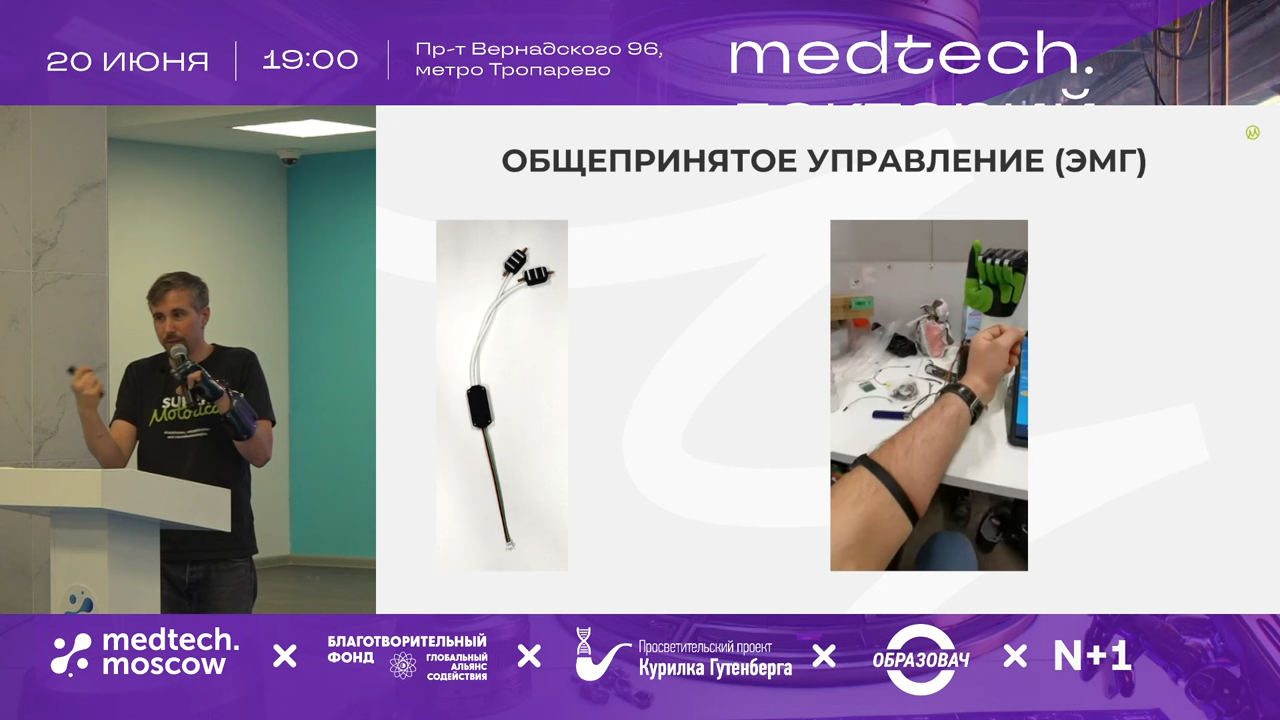 20 ИЮНЯ
19:00
Пр-т Вернадского 96,
метро Тропарево
medtech.
ОБЩЕПРИНЯТОЕ УПРАВЛЕНИЕ (ЭМГ)
Motorica
medtech.
moscow
БЛАГОТВОРИТЕЛЬНЫЙ
ФОНД
ГЛОБАЛЬНЫЙ
АЛЬЯНС
СОДЕЙСТВИЯ
Просветительский проект
Курилка Гутенберга
ОБРАЗОВАЧ
N+1